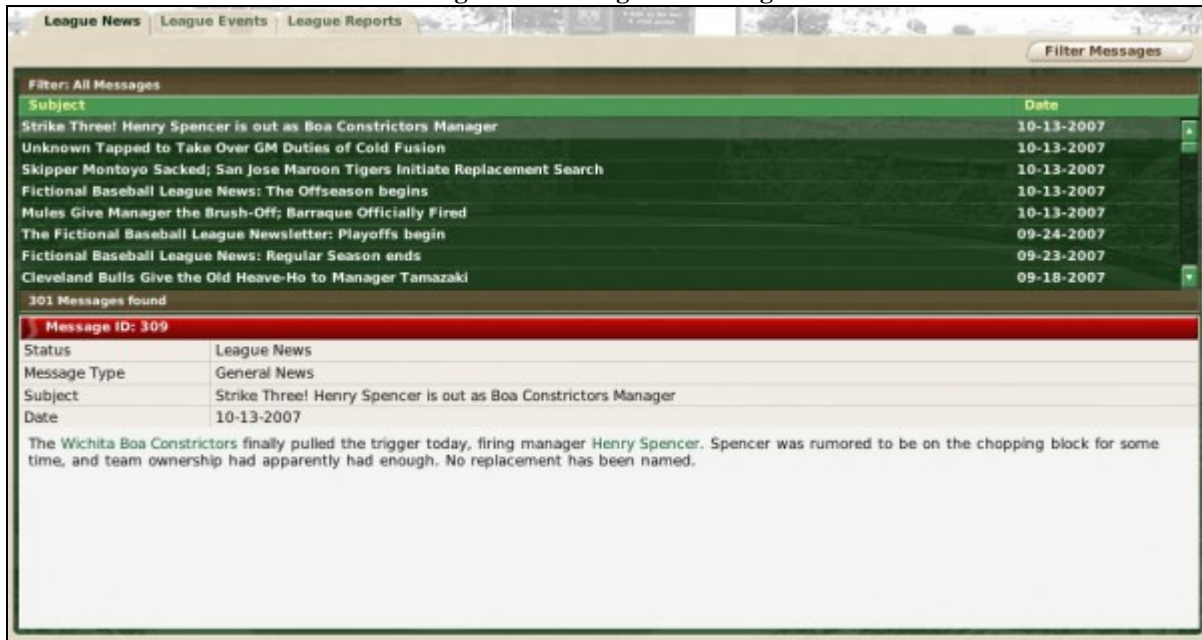 League News League Events League Reports
Filter Messages
Filter: All Messages
Subject Date
Strike Three! Henry Spencer is out as Boa Constrictors Manager 10-13-2007
Unknown Tapped to Take Over GM Duties of Cold Fusion 10-13-2007
Skipper Montoyo Sacked; San Jose Maroon Tigers Initiate Replacement Search 10-13-2007
Fictional Baseball League News: The Offseason begins 10-13-2007
Mules Give Manager the Brush-Off; Barraque Officially Fired 10-13-2007
The Fictional Baseball League Newsletter: Playoffs begin 09-24-2007
Fictional Baseball League News: Regular Season ends 09-23-2007
Cleveland Bulls Give the Old Heave-Ho to Manager Tamazaki 09-18-2007
301 Messages found
Message ID: 309
Status League News
Message Type General News
Subject Strike Three! Henry Spencer is out as Boa Constrictors Manager
Date 10-13-2007
The Wichita Boa Constrictors finally pulled the trigger today, firing manager Henry Spencer. Spencer was rumored to be on the chopping block for some
time, and team ownership had apparently had enough. No replacement has been named.